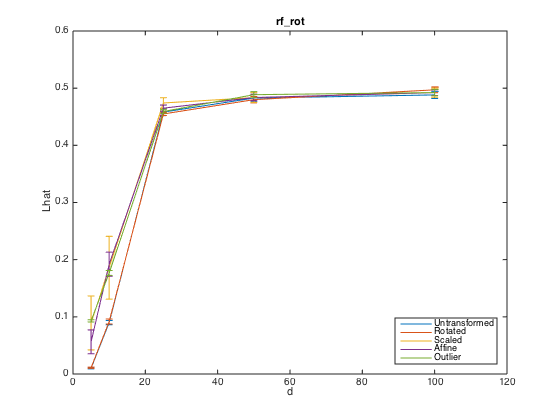 rf_rot
0.6
0.5
0.4
0.3
0.2
0.1
0
Lhat
0 20 40 60 80 100 120
d
Untransformed
Rotated
Scaled
Affine
Outlier